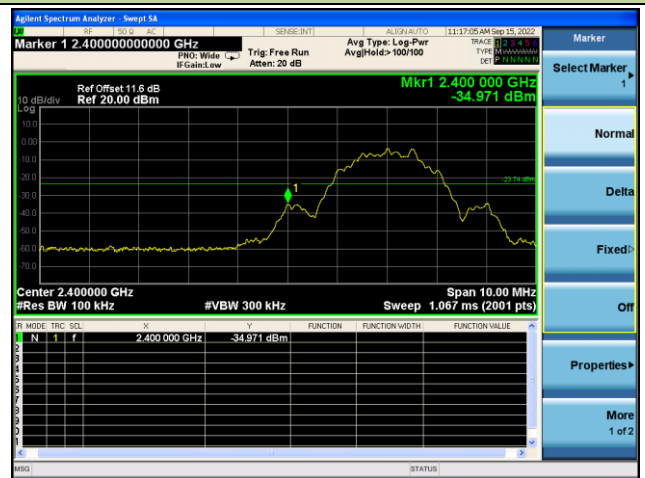 Agilent Spectrum Analyzer - Swept SA
RF 50 Ω AC SENSE:INT ALIGN AUTO 11:17:05 AM Sep 15, 2022
Marker 1 2.400000000000 GHz
PNO: Wide
IFGain:Low
Trig: Free Run
Atten: 20 dB
Avg Type: Log-Pwr
Avg|Hold:>100/100
TRACE 1 2 3 4 5 6
TYPE MWWWWW
DET P N N N N N
Ref Offset 11.6 dB
Ref 20.00 dBm
10 dB/div
Log
Mkr1 2.400 000 GHz
-34.971 dBm
10.0
0.00
-10.0
-20.0
-30.0
-40.0
-50.0
-60.0
-70.0
1
-23.74 dBm
Center 2.400000 GHz
#Res BW 100 kHz
#VBW 300 kHz
Span 10.00 MHz
Sweep 1.067 ms (2001 pts)
MODE TRC SCL X Y FUNCTION FUNCTION WIDTH FUNCTION VALUE
1 N 1 f 2.400 000 GHz -34.971 dBm
2
3
4
5
6
7
8
9
MSG STATUS
Marker
Select Marker
1
Normal
Delta
Fixed
Off
Properties
More
1 of 2